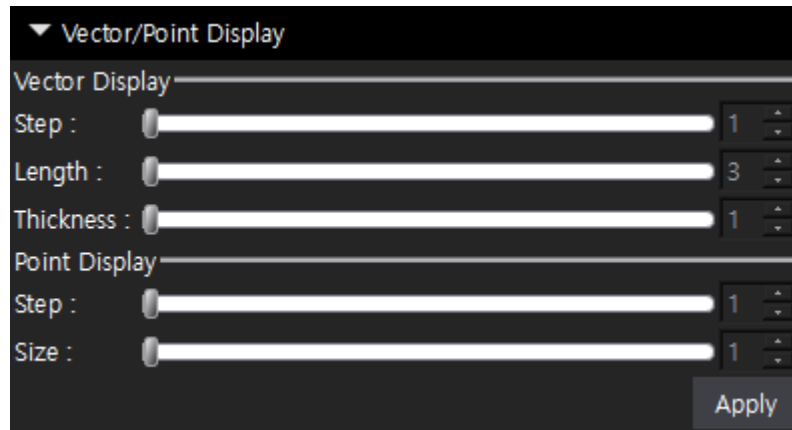 Vector/Point Display
Vector Display
Step : 1
Length : 3
Thickness : 1
Point Display
Step : 1
Size : 1
Apply